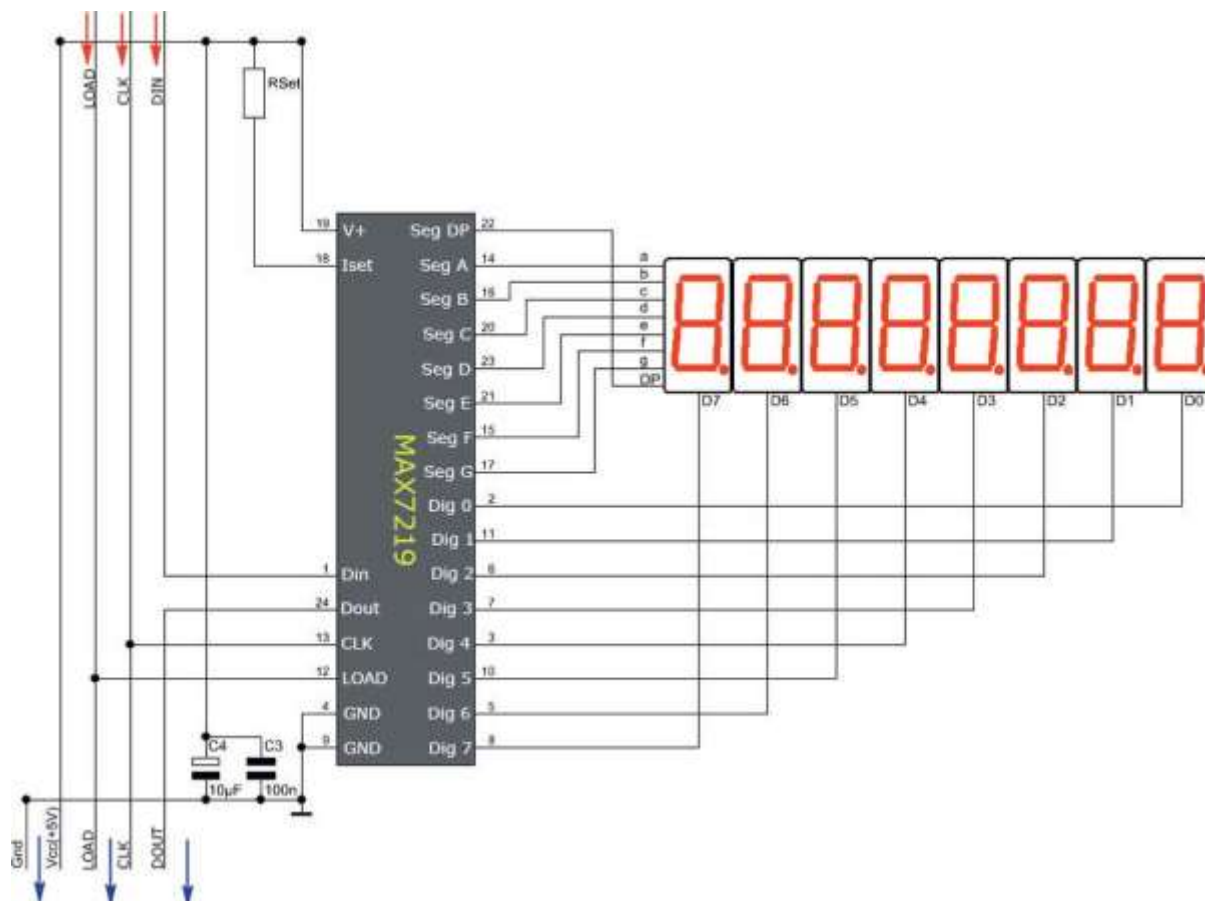 LOAD
CLK
DIN
RSet
19 V+ Seg DP 22
18 Iset Seg A 14
Seg B 16
Seg C 20
Seg D 23
Seg E 21
Seg F 15
Seg G 17
Dig 0 2
Dig 1 11
1 Din Dig 2 6
24 Dout Dig 3 7
13 CLK Dig 4 3
12 LOAD Dig 5 10
4 GND Dig 6 5
9 GND Dig 7 8
MAX7219
a
b
c
d
e
f
g
DP
D7 D6 D5 D4 D3 D2 D1 D0
C4 C3
10µF 100n
Gnd
Vcc(+5V)
LOAD
CLK
DOUT